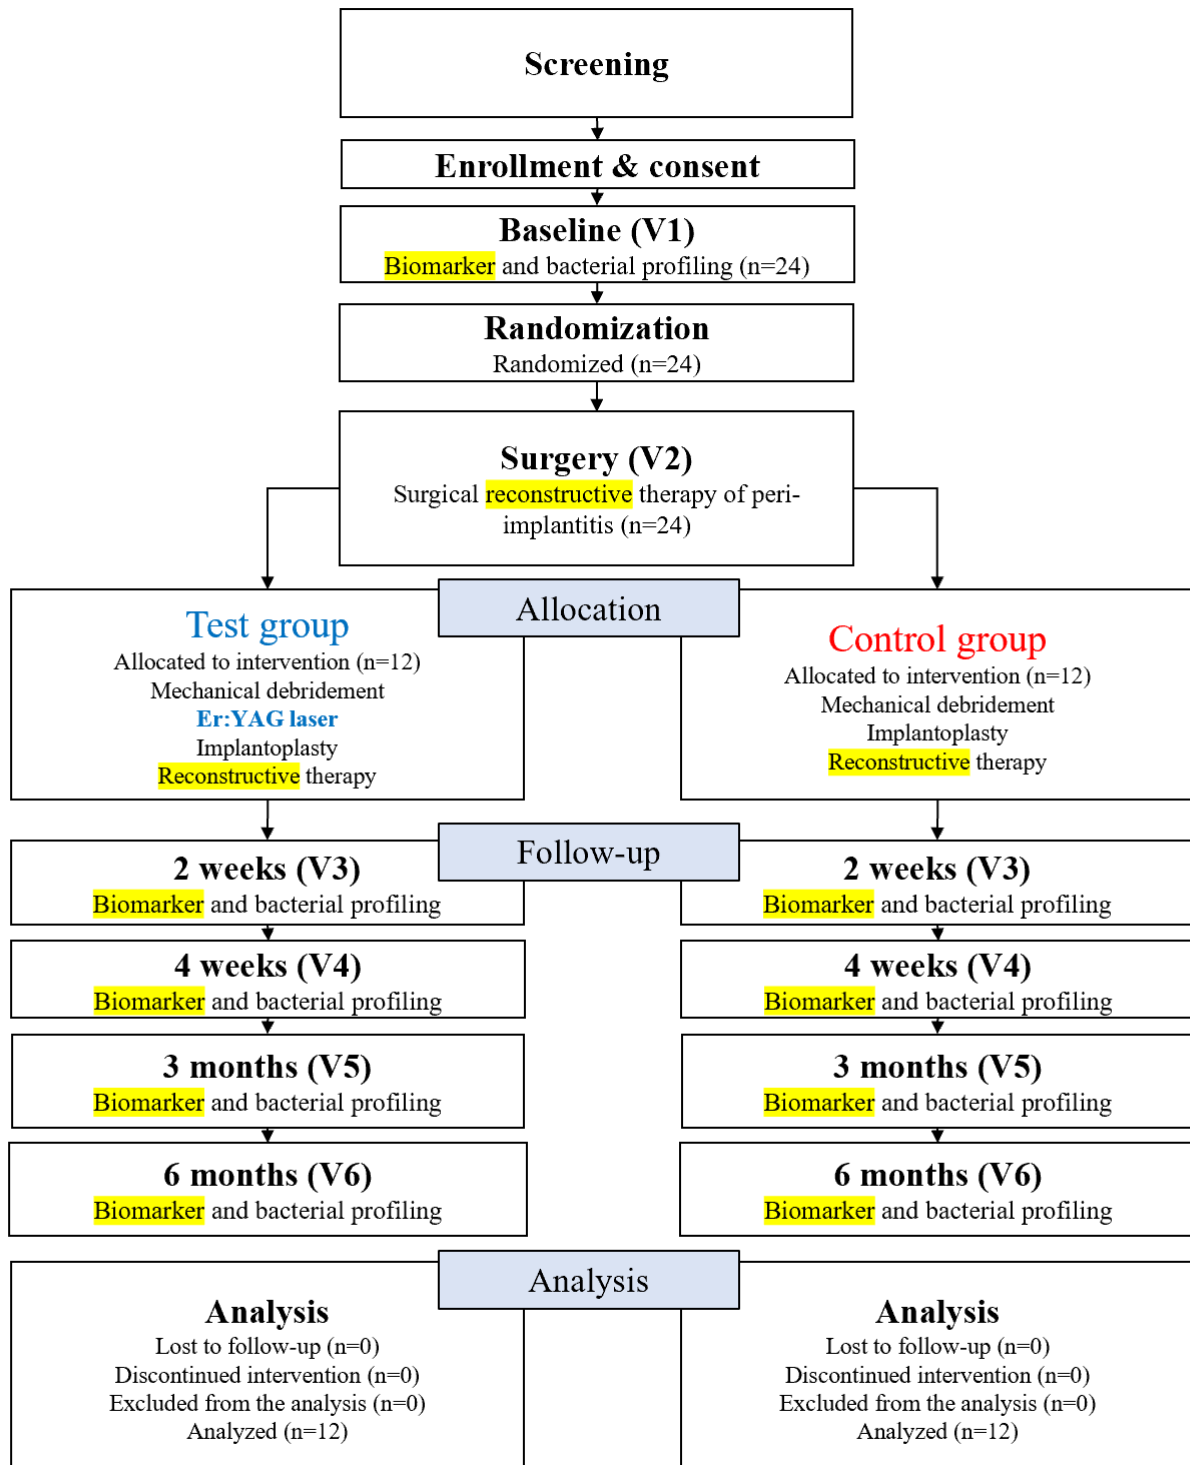 Screening
Enrollment & consent
Baseline (V1)
Biomarker and bacterial profiling (n=24)
Randomization
Randomized (n=24)
Surgery (V2)
Surgical reconstructive therapy of peri-
implantitis (n=24)
Allocation
Test group
Allocated to intervention (n=12)
Mechanical debridement
Er:YAG laser
Implantoplasty
Reconstructive therapy
Control group
Allocated to intervention (n=12)
Mechanical debridement
Implantoplasty
Reconstructive therapy
Follow-up
2 weeks (V3)
Biomarker and bacterial profiling
2 weeks (V3)
Biomarker and bacterial profiling
4 weeks (V4)
Biomarker and bacterial profiling
4 weeks (V4)
Biomarker and bacterial profiling
3 months (V5)
Biomarker and bacterial profiling
3 months (V5)
Biomarker and bacterial profiling
6 months (V6)
Biomarker and bacterial profiling
6 months (V6)
Biomarker and bacterial profiling
Analysis
Analysis
Lost to follow-up (n=0)
Discontinued intervention (n=0)
Excluded from the analysis (n=0)
Analyzed (n=12)
Analysis
Lost to follow-up (n=0)
Discontinued intervention (n=0)
Excluded from the analysis (n=0)
Analyzed (n=12)